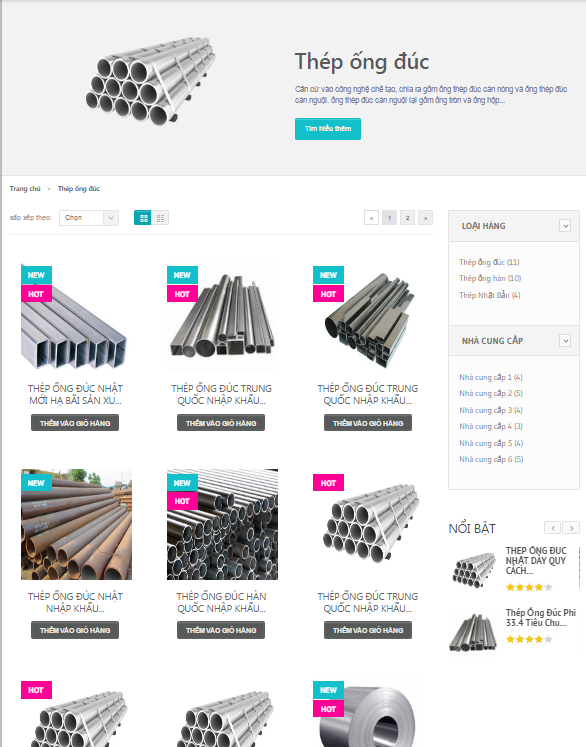 Thép ống đúc
Căn cứ vào công nghệ chế tạo, chia ra gồm ống thép đúc cán nóng và ống thép đúc
cán nguội. ống thép đúc cán nguội lại gồm ống tròn và ống hộp...
Tìm hiểu thêm
Trang chủ » Thép ống đúc
sắp xếp theo: Chọn
« 1 2 »
NEW
HOT
THÉP ỐNG ĐÚC NHẬT
MỚI HẠ BÃI SẢN XU...
THÊM VÀO GIỎ HÀNG
NEW
HOT
THÉP ỐNG ĐÚC TRUNG
QUỐC NHẬP KHẨU...
THÊM VÀO GIỎ HÀNG
NEW
HOT
THÉP ỐNG ĐÚC TRUNG
QUỐC NHẬP KHẨU...
THÊM VÀO GIỎ HÀNG
NEW
THÉP ỐNG ĐÚC NHẬT
NHẬP KHẨU...
THÊM VÀO GIỎ HÀNG
NEW
HOT
THÉP ỐNG ĐÚC HÀN
QUỐC NHẬP KHẨU...
THÊM VÀO GIỎ HÀNG
HOT
THÉP ỐNG ĐÚC TRUNG
QUỐC NHẬP KHẨU...
THÊM VÀO GIỎ HÀNG
HOT
NEW
HOT
LOẠI HÀNG
Thép ống đúc (11)
Thép ống hàn (10)
Thép Nhật Bản (4)
NHÀ CUNG CẤP
Nhà cung cấp 1 (4)
Nhà cung cấp 2 (5)
Nhà cung cấp 3 (4)
Nhà cung cấp 4 (3)
Nhà cung cấp 5 (4)
Nhà cung cấp 6 (5)
NỔI BẬT
THÉP ỐNG ĐÚC
NHẬT DÀY QUY
CÁCH...
Thép Ống Đúc Phi
33.4 Tiêu Chu...